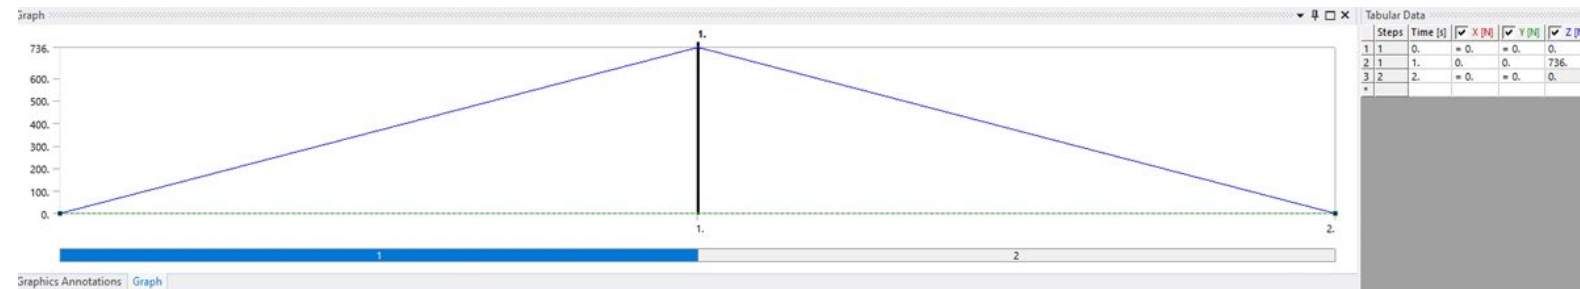 Graph
Tabular Data
Steps Time [s] X [N] Y [N] Z [N
1 1 0. = 0. = 0. 0.
2 1 1. 0. 0. 736.
3 2 2. = 0. = 0. 0.
*
1.
736.
600.
500.
400.
300.
200.
100.
0.
1.
2.
1
2
Graphics Annotations Graph